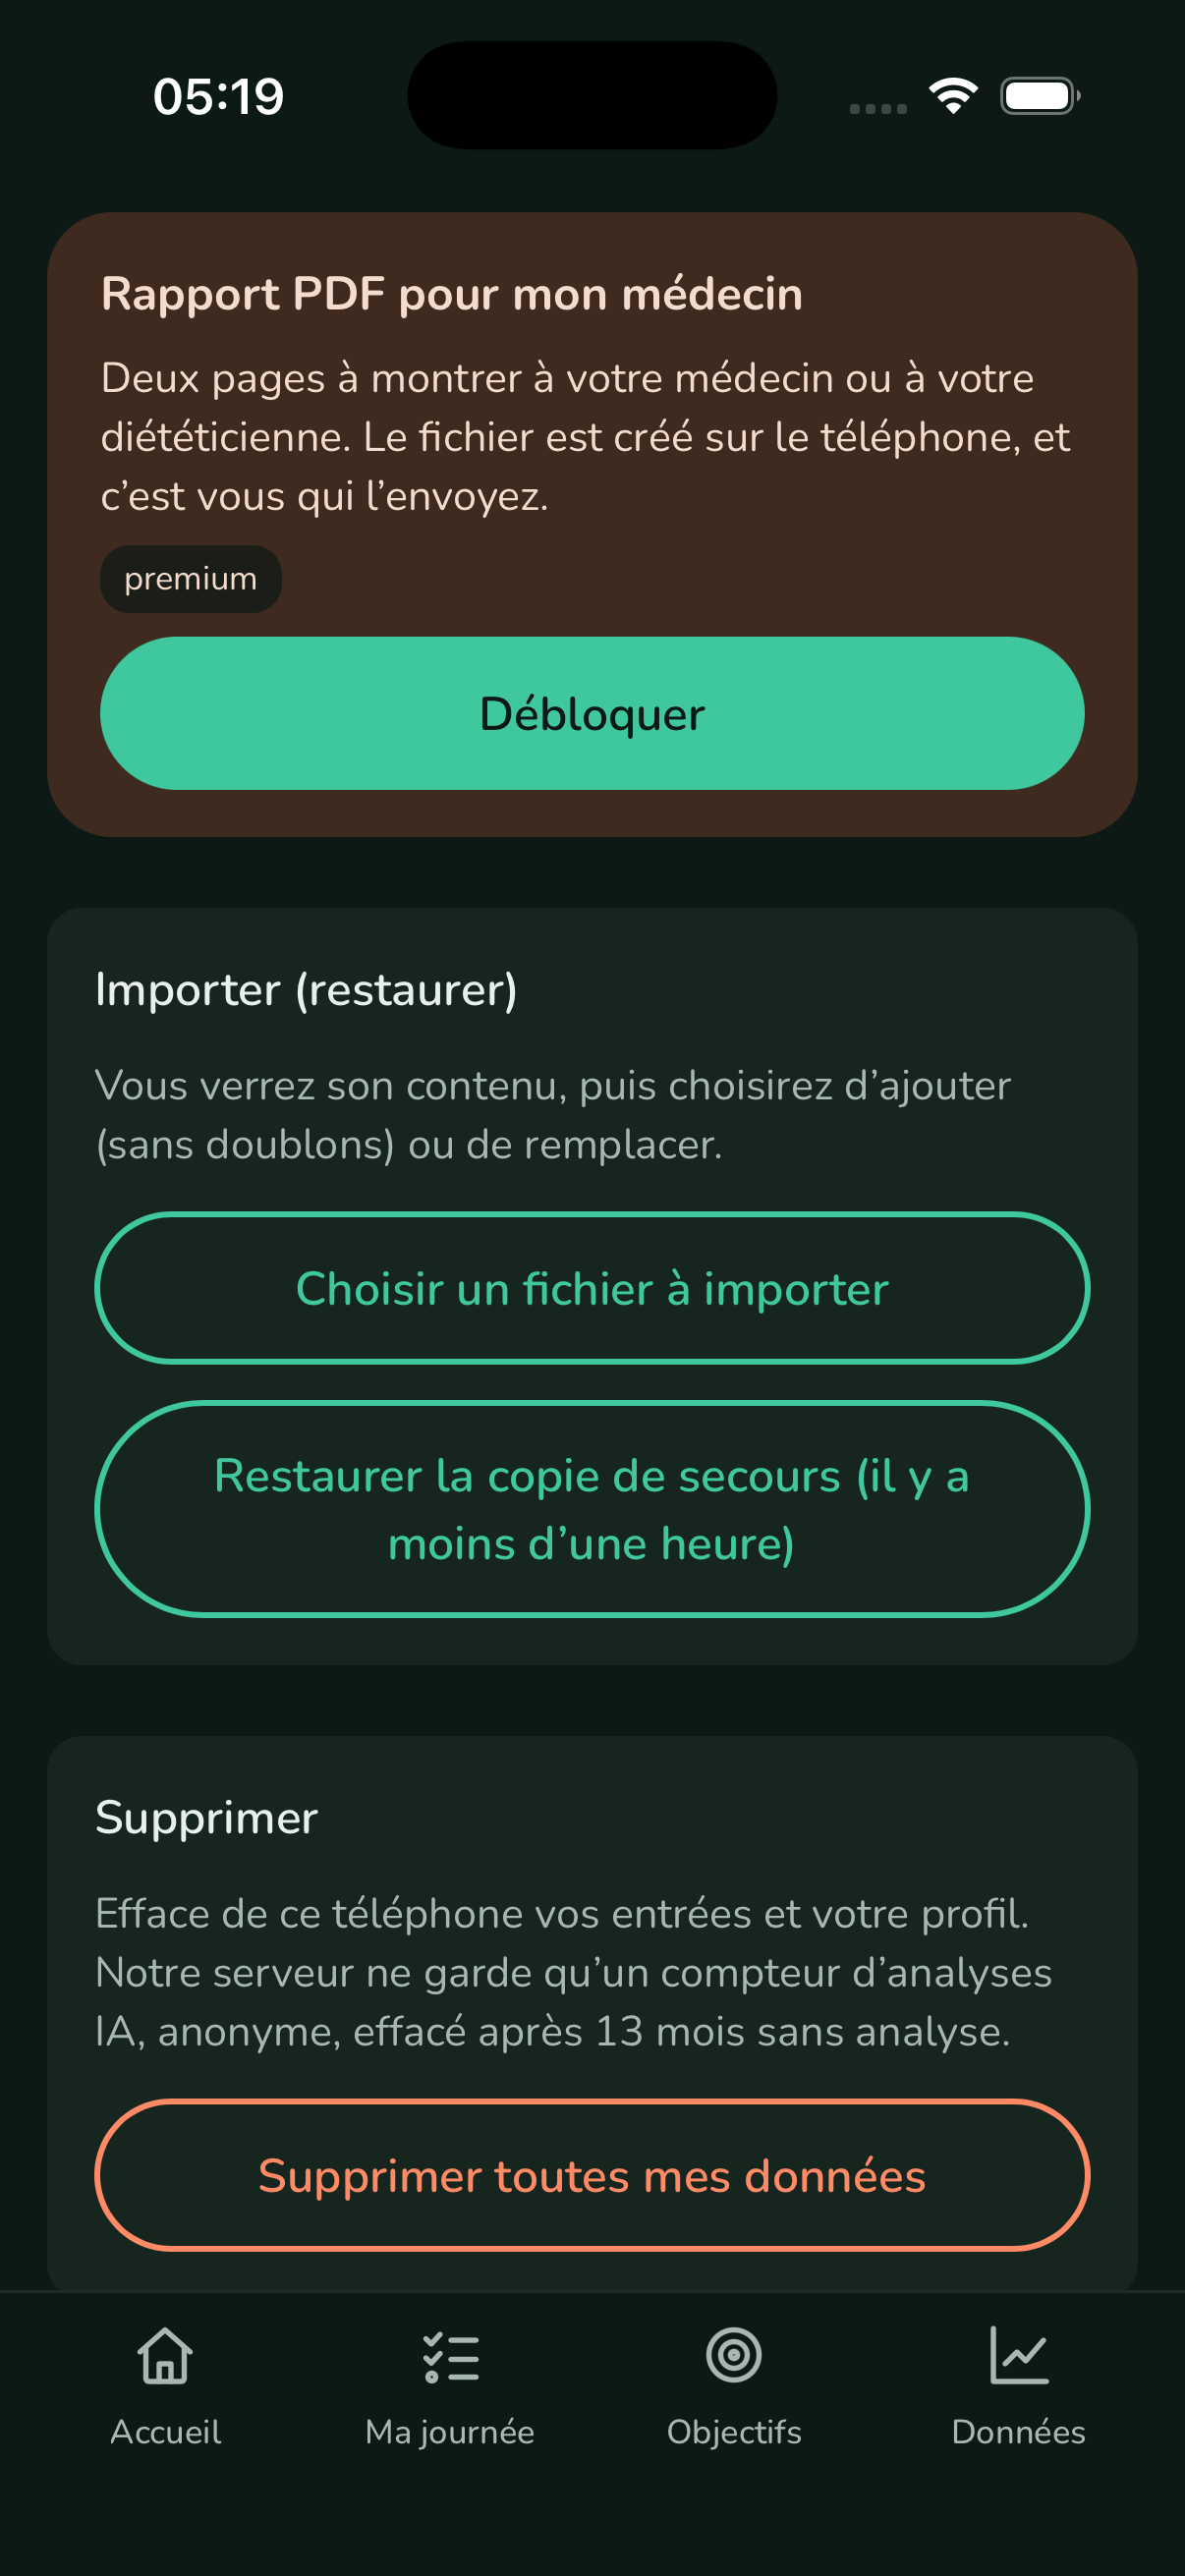 05:19
Rapport PDF pour mon médecin
Deux pages à montrer à votre médecin ou à votre
diététicienne. Le fichier est créé sur le téléphone, et
c’est vous qui l’envoyez.
premium
Débloquer
Importer (restaurer)
Vous verrez son contenu, puis choisirez d’ajouter
(sans doublons) ou de remplacer.
Choisir un fichier à importer
Restaurer la copie de secours (il y a
moins d’une heure)
Supprimer
Efface de ce téléphone vos entrées et votre profil.
Notre serveur ne garde qu’un compteur d’analyses
IA, anonyme, effacé après 13 mois sans analyse.
Supprimer toutes mes données
Accueil
Ma journée
Objectifs
Données